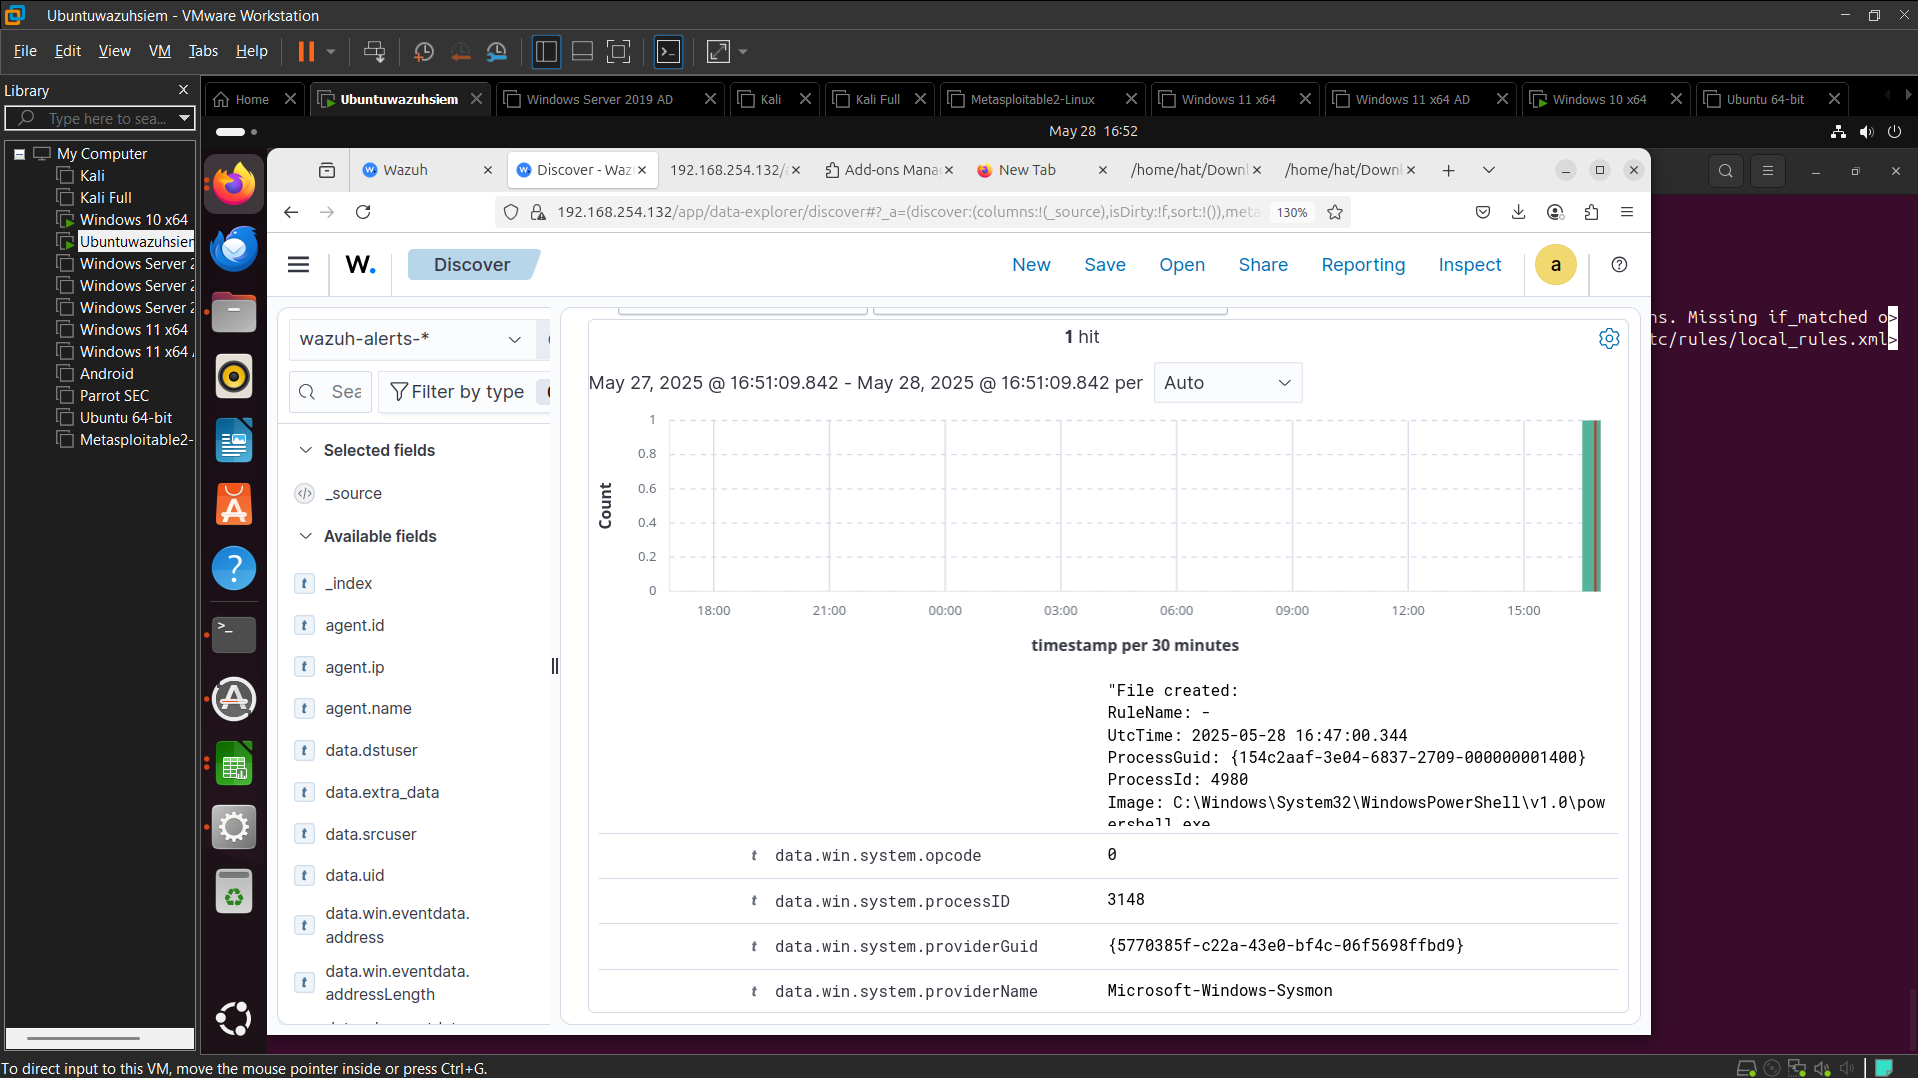 Ubuntuwazuhsiem - VMware Workstation
File Edit View VM Tabs Help
Library
Type here to sea...
My Computer
Kali
Kali Full
Windows 10 x64
Ubuntuwazuhsien
Windows Server 2
Windows Server 2
Windows Server 2
Windows 11 x64
Windows 11 x64
Android
Parrot SEC
Ubuntu 64-bit
Metasploitable2-
Home
Ubuntuwazuhsiem
Windows Server 2019 AD
Kali
Kali Full
Metasploitable2-Linux
Windows 11 x64
Windows 11 x64 AD
Windows 10 x64
Ubuntu 64-bit
May 28 16:52
Wazuh
Discover - Waz
192.168.254.132/
Add-ons Mana
New Tab
/home/hat/Downl
/home/hat/Downl
192.168.254.132/app/data-explorer/discover#?_a=(discover:(columns:!(_source),isDirty:!f,sort:!()),meta
130%
W.
Discover
New Save Open Share Reporting Inspect
a
ns. Missing if_matched o>
tc/rules/local_rules.xml>
wazuh-alerts-*
Sea
Filter by type
Selected fields
_source
Available fields
t _index
t agent.id
t agent.ip
t agent.name
t data.dstuser
t data.extra_data
t data.srcuser
t data.uid
t data.win.eventdata.
address
t data.win.eventdata.
addressLength
1 hit
May 27, 2025 @ 16:51:09.842 - May 28, 2025 @ 16:51:09.842 per
Auto
Count
1
0.8
0.6
0.4
0.2
0
18:00 21:00 00:00 03:00 06:00 09:00 12:00 15:00
timestamp per 30 minutes
"File created:
RuleName: -
UtcTime: 2025-05-28 16:47:00.344
ProcessGuid: {154c2aaf-3e04-6837-2709-000000001400}
ProcessId: 4980
Image: C:\Windows\System32\WindowsPowerShell\v1.0\pow
ershell.exe
t data.win.system.opcode 0
t data.win.system.processID 3148
t data.win.system.providerGuid {5770385f-c22a-43e0-bf4c-06f5698ffbd9}
t data.win.system.providerName Microsoft-Windows-Sysmon
To direct input to this VM, move the mouse pointer inside or press Ctrl+G.